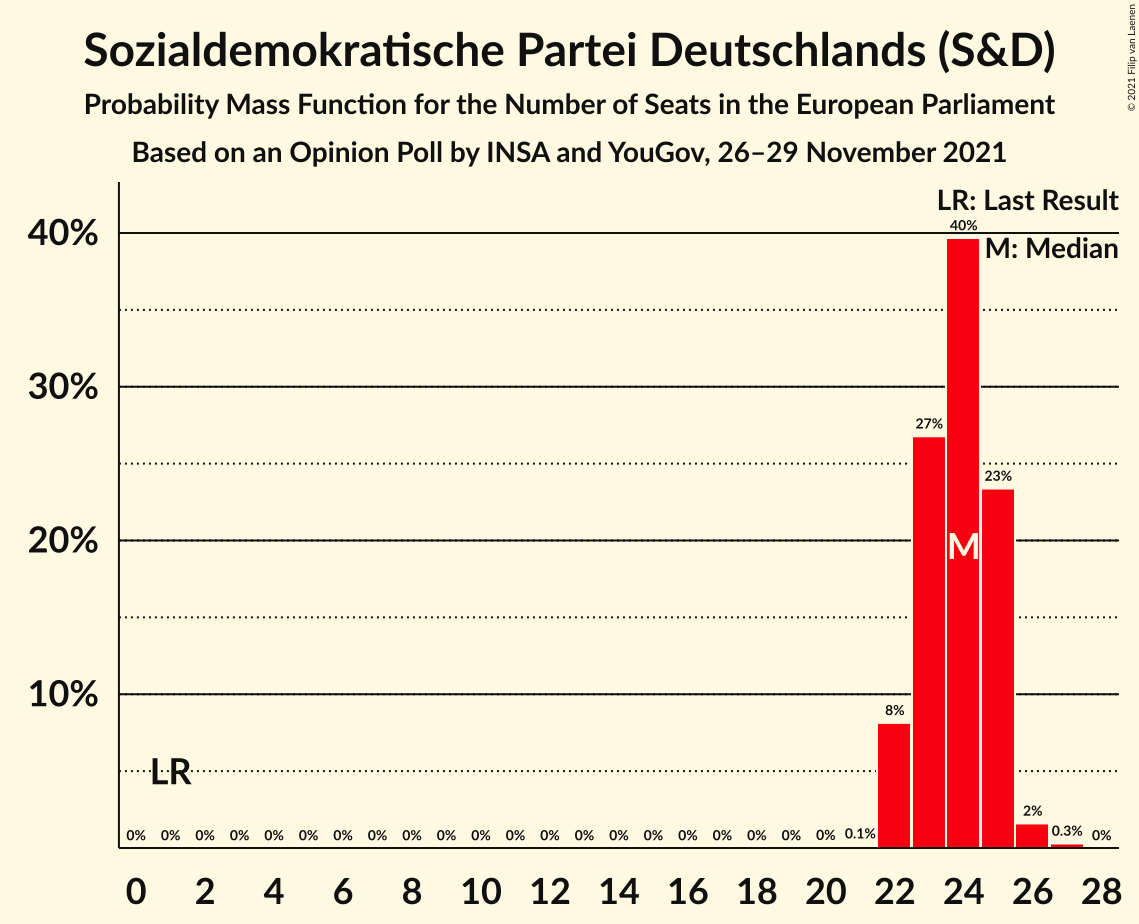 Sozialdemokratische Partei Deutschlands (S&D)
Probability Mass Function for the Number of Seats in the European Parliament
Based on an Opinion Poll by INSA and YouGov, 26–29 November 2021
© 2021 Filip van Laenen
LR: Last Result
M: Median
40%
30%
20%
10%
40%
27%
23%
M
8%
LR
2%
0% 0% 0% 0% 0% 0% 0% 0% 0% 0% 0% 0% 0% 0% 0% 0% 0% 0% 0% 0% 0% 0.1% 0.3% 0%
0 2 4 6 8 10 12 14 16 18 20 22 24 26 28